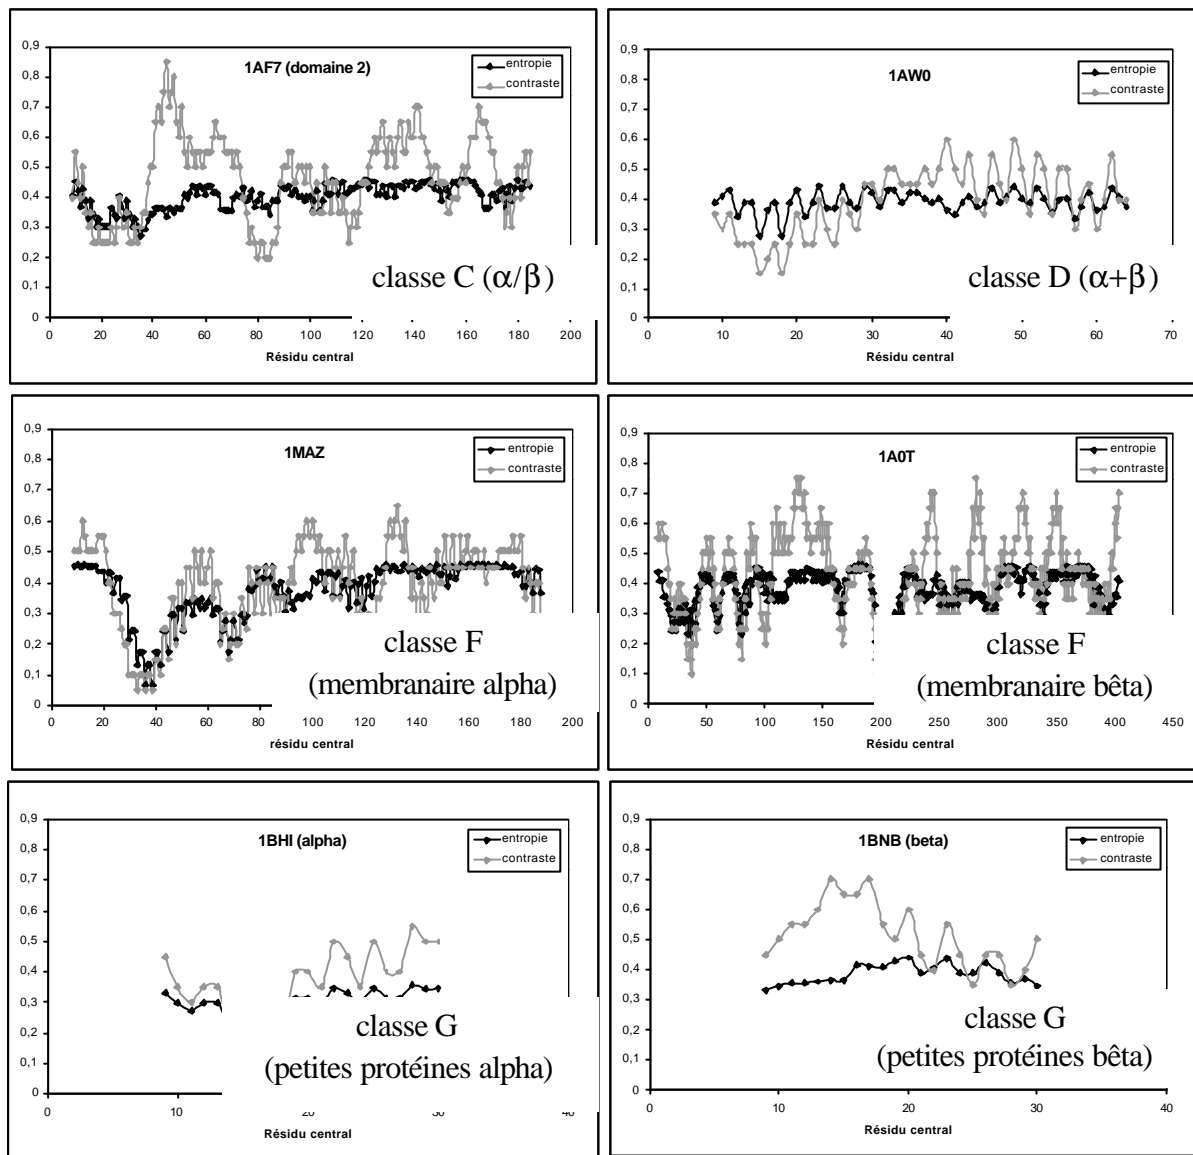 1AF7 (domaine 2)
entropie
contraste
0,9
0,8
0,7
0,6
0,5
0,4
0,3
0,2
0,1
0
classe C (α/β)
0 20 40 60 80 100 120 140 160 180 200
Résidu central
1AW0
entropie
contraste
0,9
0,8
0,7
0,6
0,5
0,4
0,3
0,2
0,1
0
classe D (α+β)
0 10 20 30 40 50 60 70
Résidu central
1MAZ
entropie
contraste
0,9
0,8
0,7
0,6
0,5
0,4
0,3
0,2
0,1
0
classe F
(membranaire alpha)
0 20 40 60 80 100 120 140 160 180 200
résidu central
1A0T
entropie
contraste
0,9
0,8
0,7
0,6
0,5
0,4
0,3
0,2
0,1
0
classe F
(membranaire bêta)
0 50 100 150 200 250 300 350 400 450
Résidu central
1BHI (alpha)
entropie
contraste
0,9
0,8
0,7
0,6
0,5
0,4
0,3
0,2
0,1
0
classe G
(petites protéines alpha)
0 10 20 30 40
Résidu central
1BNB (beta)
entropie
contraste
0,9
0,8
0,7
0,6
0,5
0,4
0,3
0,2
0,1
0
classe G
(petites protéines bêta)
0 10 20 30 40
Résidu central